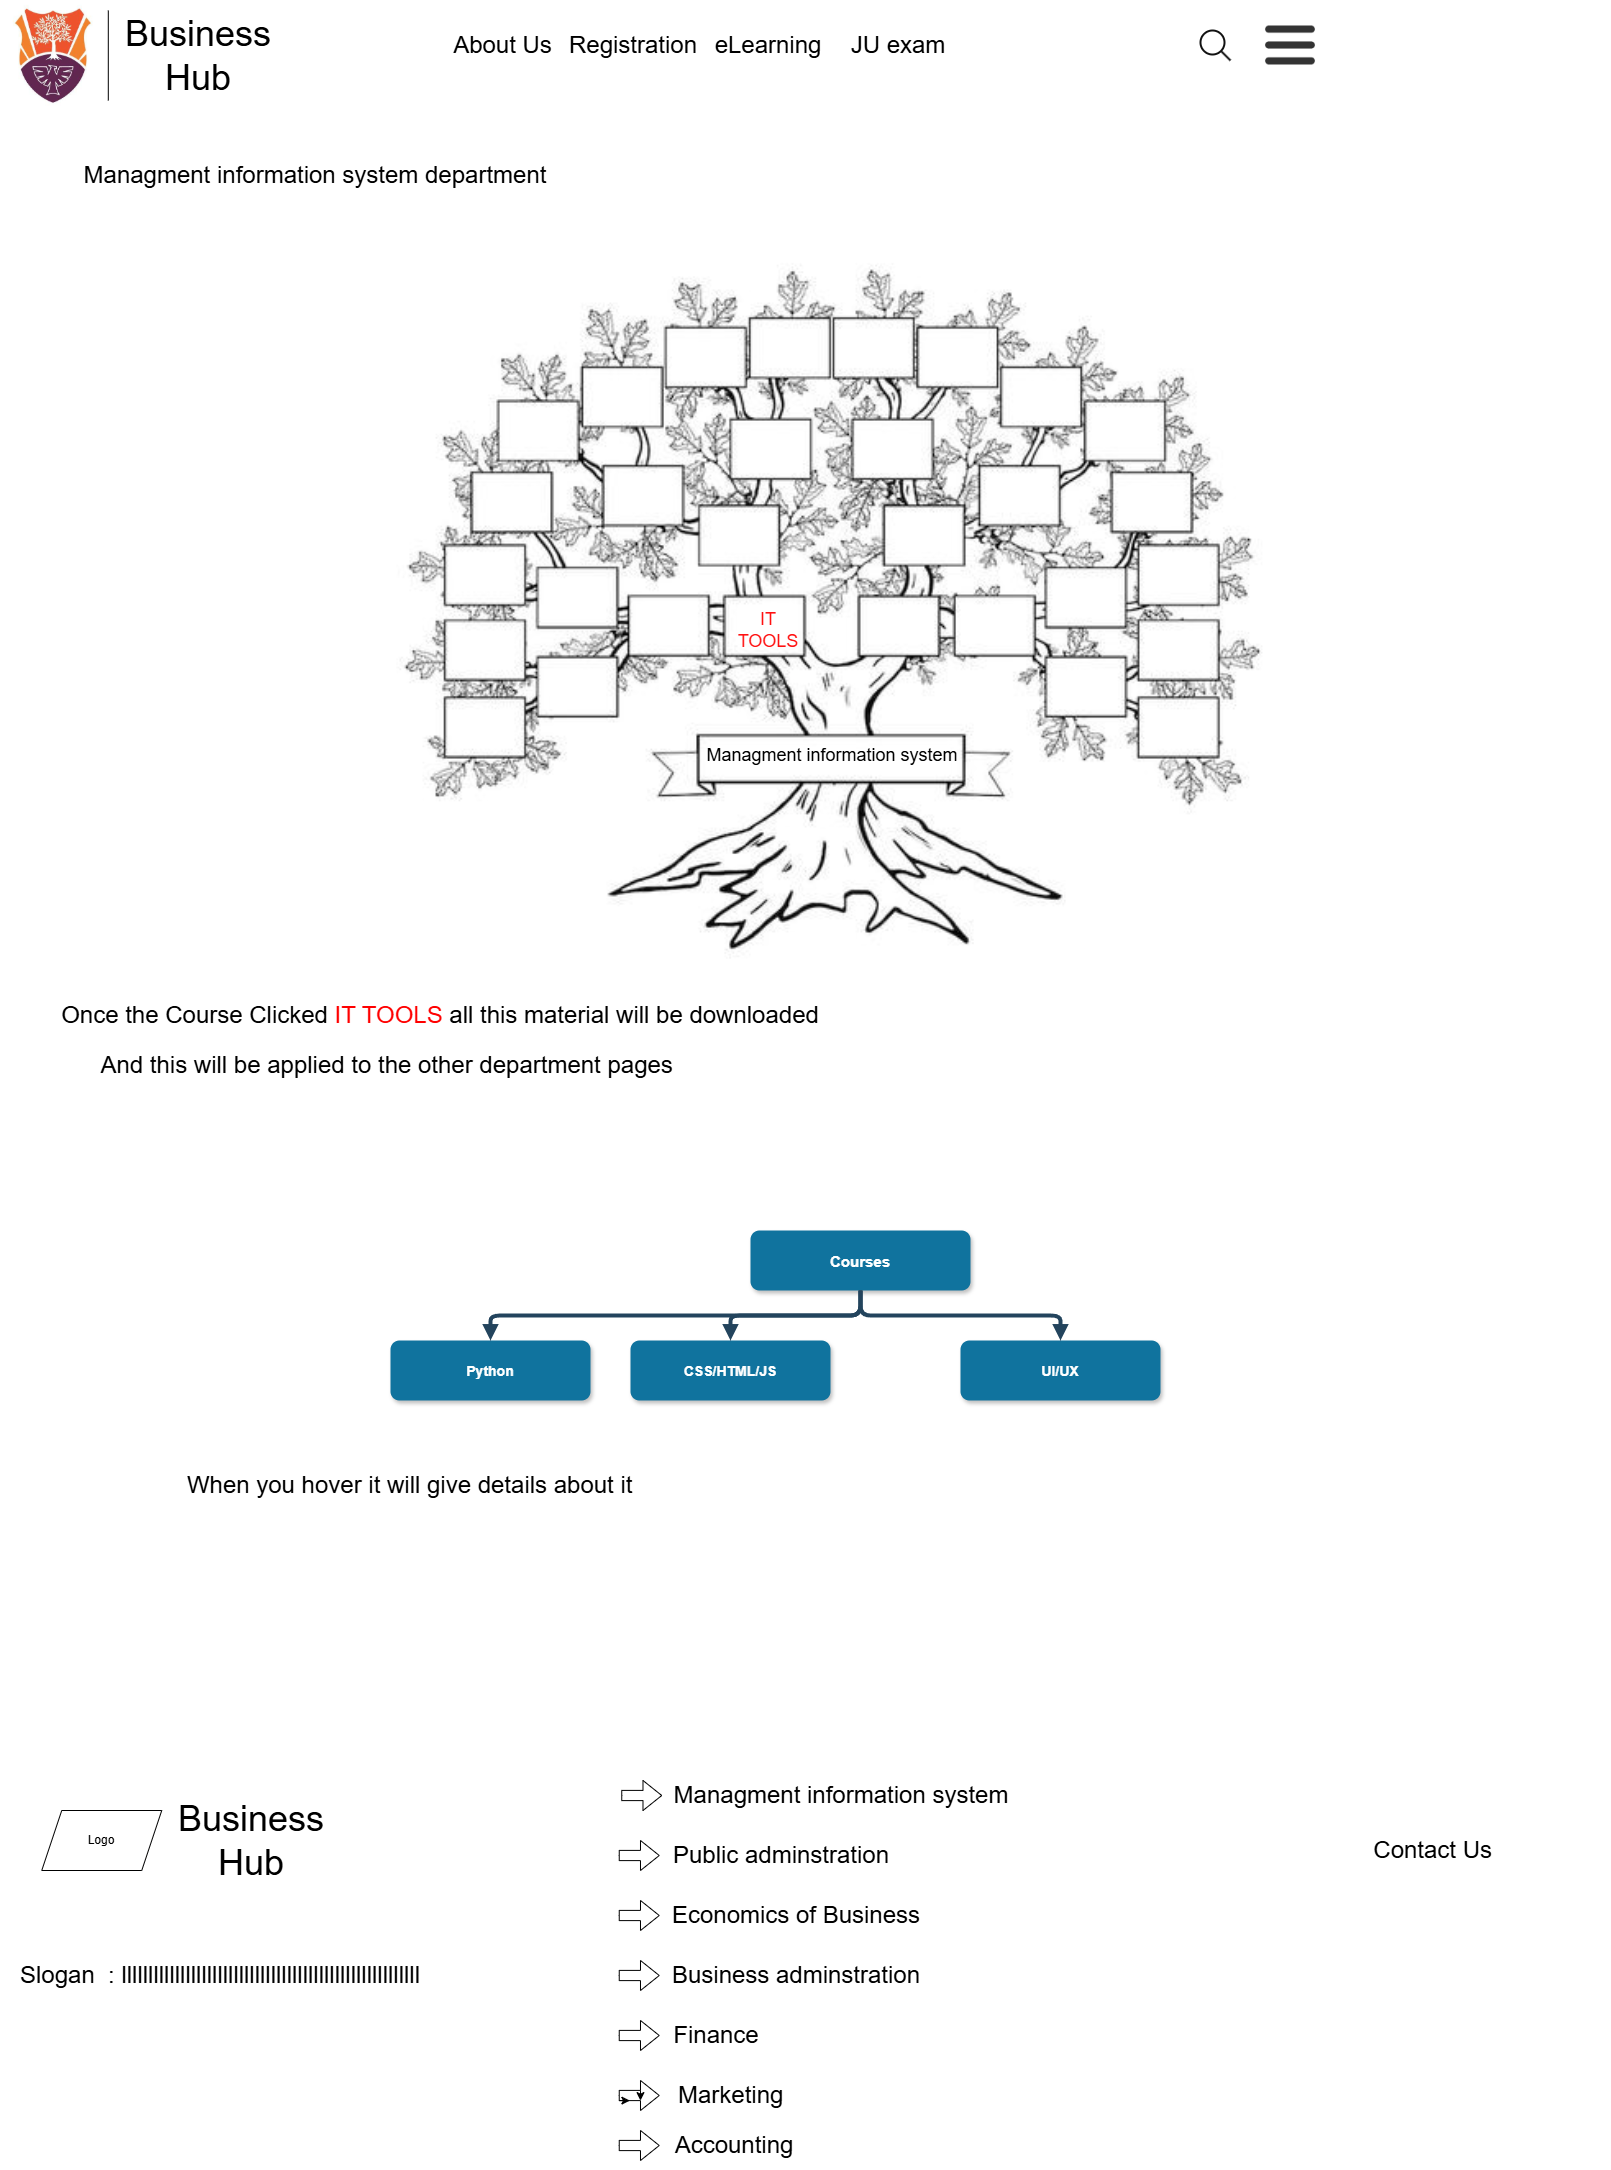 Business
Hub
About Us Registration eLearning JU exam
Managment information system department
IT
TOOLS
Managment information system
Once the Course Clicked IT TOOLS all this material will be downloaded
And this will be applied to the other department pages
Courses
Python
CSS/HTML/JS
UI/UX
When you hover it will give details about it
Logo
Business
Hub
Slogan : llllllllllllllllllllllllllllllllllllllllllllllllllllllll
Managment information system
Public adminstration
Economics of Business
Business adminstration
Finance
Marketing
Accounting
Contact Us